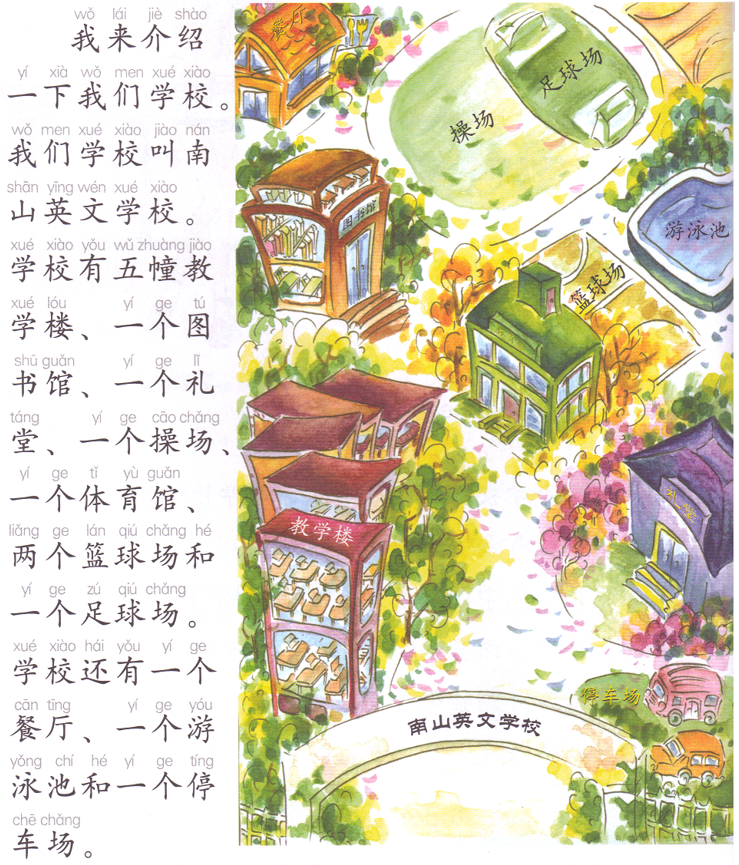 wǒ lái jiè shào
我来介绍
yí xià wǒ men xué xiào
一下我们学校。
wǒ men xué xiào jiào nán
我们学校叫南
shān yīng wén xué xiào
山英文学校。
xué xiào yǒu wǔ zhuàng jiào
学校有五幢教
xué lóu yí ge tú
学楼、一个图
shū guǎn yí ge lǐ
书馆、一个礼
táng yí ge cāo chǎng
堂、一个操场、
yí ge tǐ yù guǎn
一个体育馆、
liǎng ge lán qiú chǎng hé
两个篮球场和
yí ge zú qiú chǎng
一个足球场。
xué xiào hái yǒu yí ge
学校还有一个
cān tīng yí ge yóu
餐厅、一个游
yǒng chí hé yí ge tíng
泳池和一个停
chē chǎng
车场。
餐厅
足球场
操场
图书馆
游泳池
篮球场
礼堂
教学楼
停车场
南山英文学校